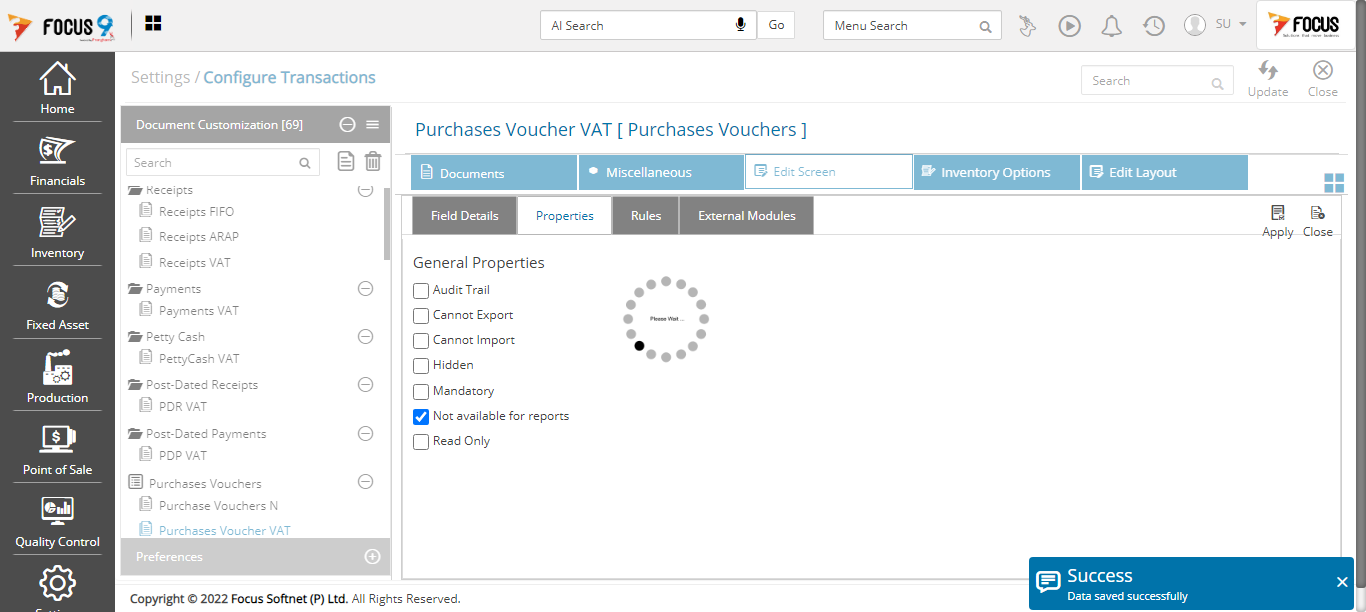 FOCUS 9
AI Search
Go
Menu Search
SU
FOCUS
Home
Financials
Inventory
Fixed Asset
Production
Point of Sale
Quality Control
Settings / Configure Transactions
Search
Update
Close
Document Customization [69]
Search
Receipts
Receipts FIFO
Receipts ARAP
Receipts VAT
Payments
Payments VAT
Petty Cash
PettyCash VAT
Post-Dated Receipts
PDR VAT
Post-Dated Payments
PDP VAT
Purchases Vouchers
Purchase Vouchers N
Purchases Voucher VAT
Preferences
Purchases Voucher VAT [ Purchases Vouchers ]
Documents
Miscellaneous
Edit Screen
Inventory Options
Edit Layout
Field Details
Properties
Rules
External Modules
Apply
Close
General Properties
Audit Trail
Cannot Export
Cannot Import
Hidden
Mandatory
Not available for reports
Read Only
Please Wait ...
Success
Data saved successfully
Copyright © 2022 Focus Softnet (P) Ltd. All Rights Reserved.